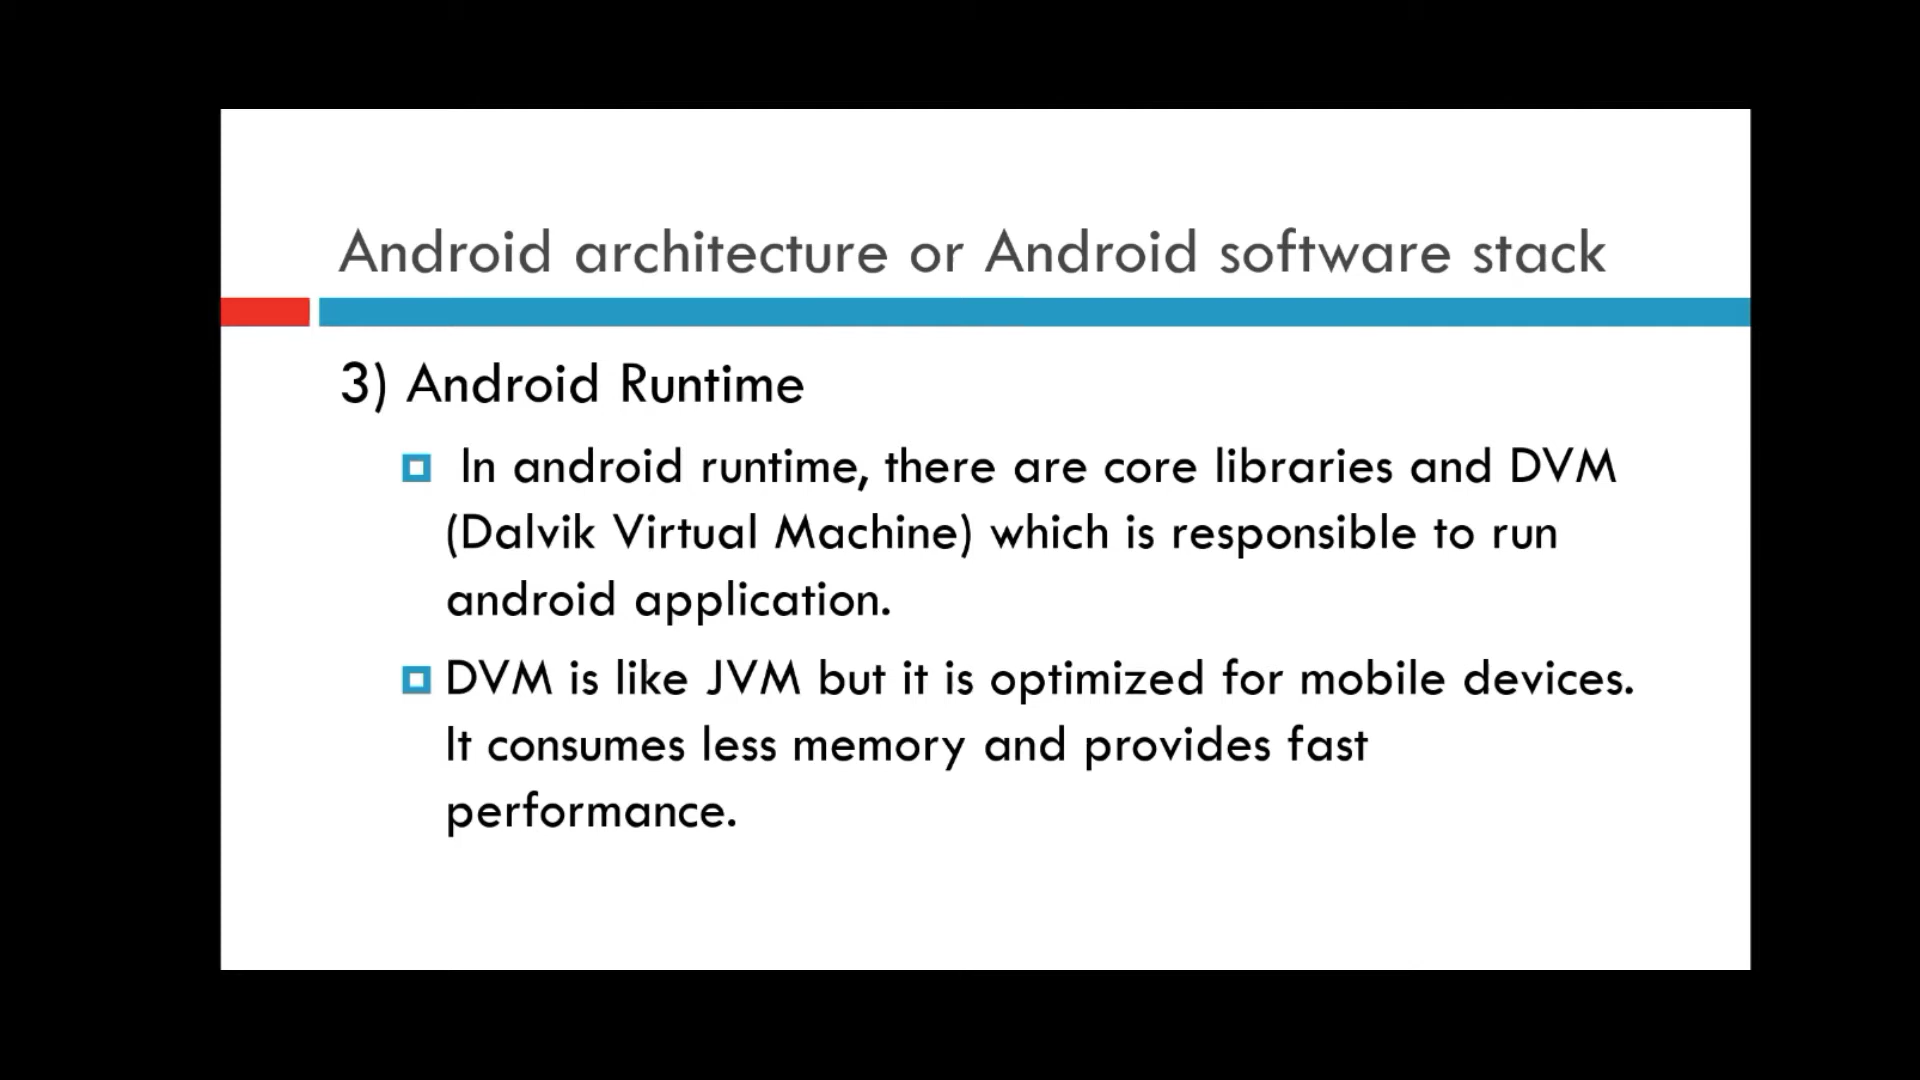 Android architecture or Android software stack
3) Android Runtime
In android runtime, there are core libraries and DVM
(Dalvik Virtual Machine) which is responsible to run
android application.
DVM is like JVM but it is optimized for mobile devices.
It consumes less memory and provides fast
performance.